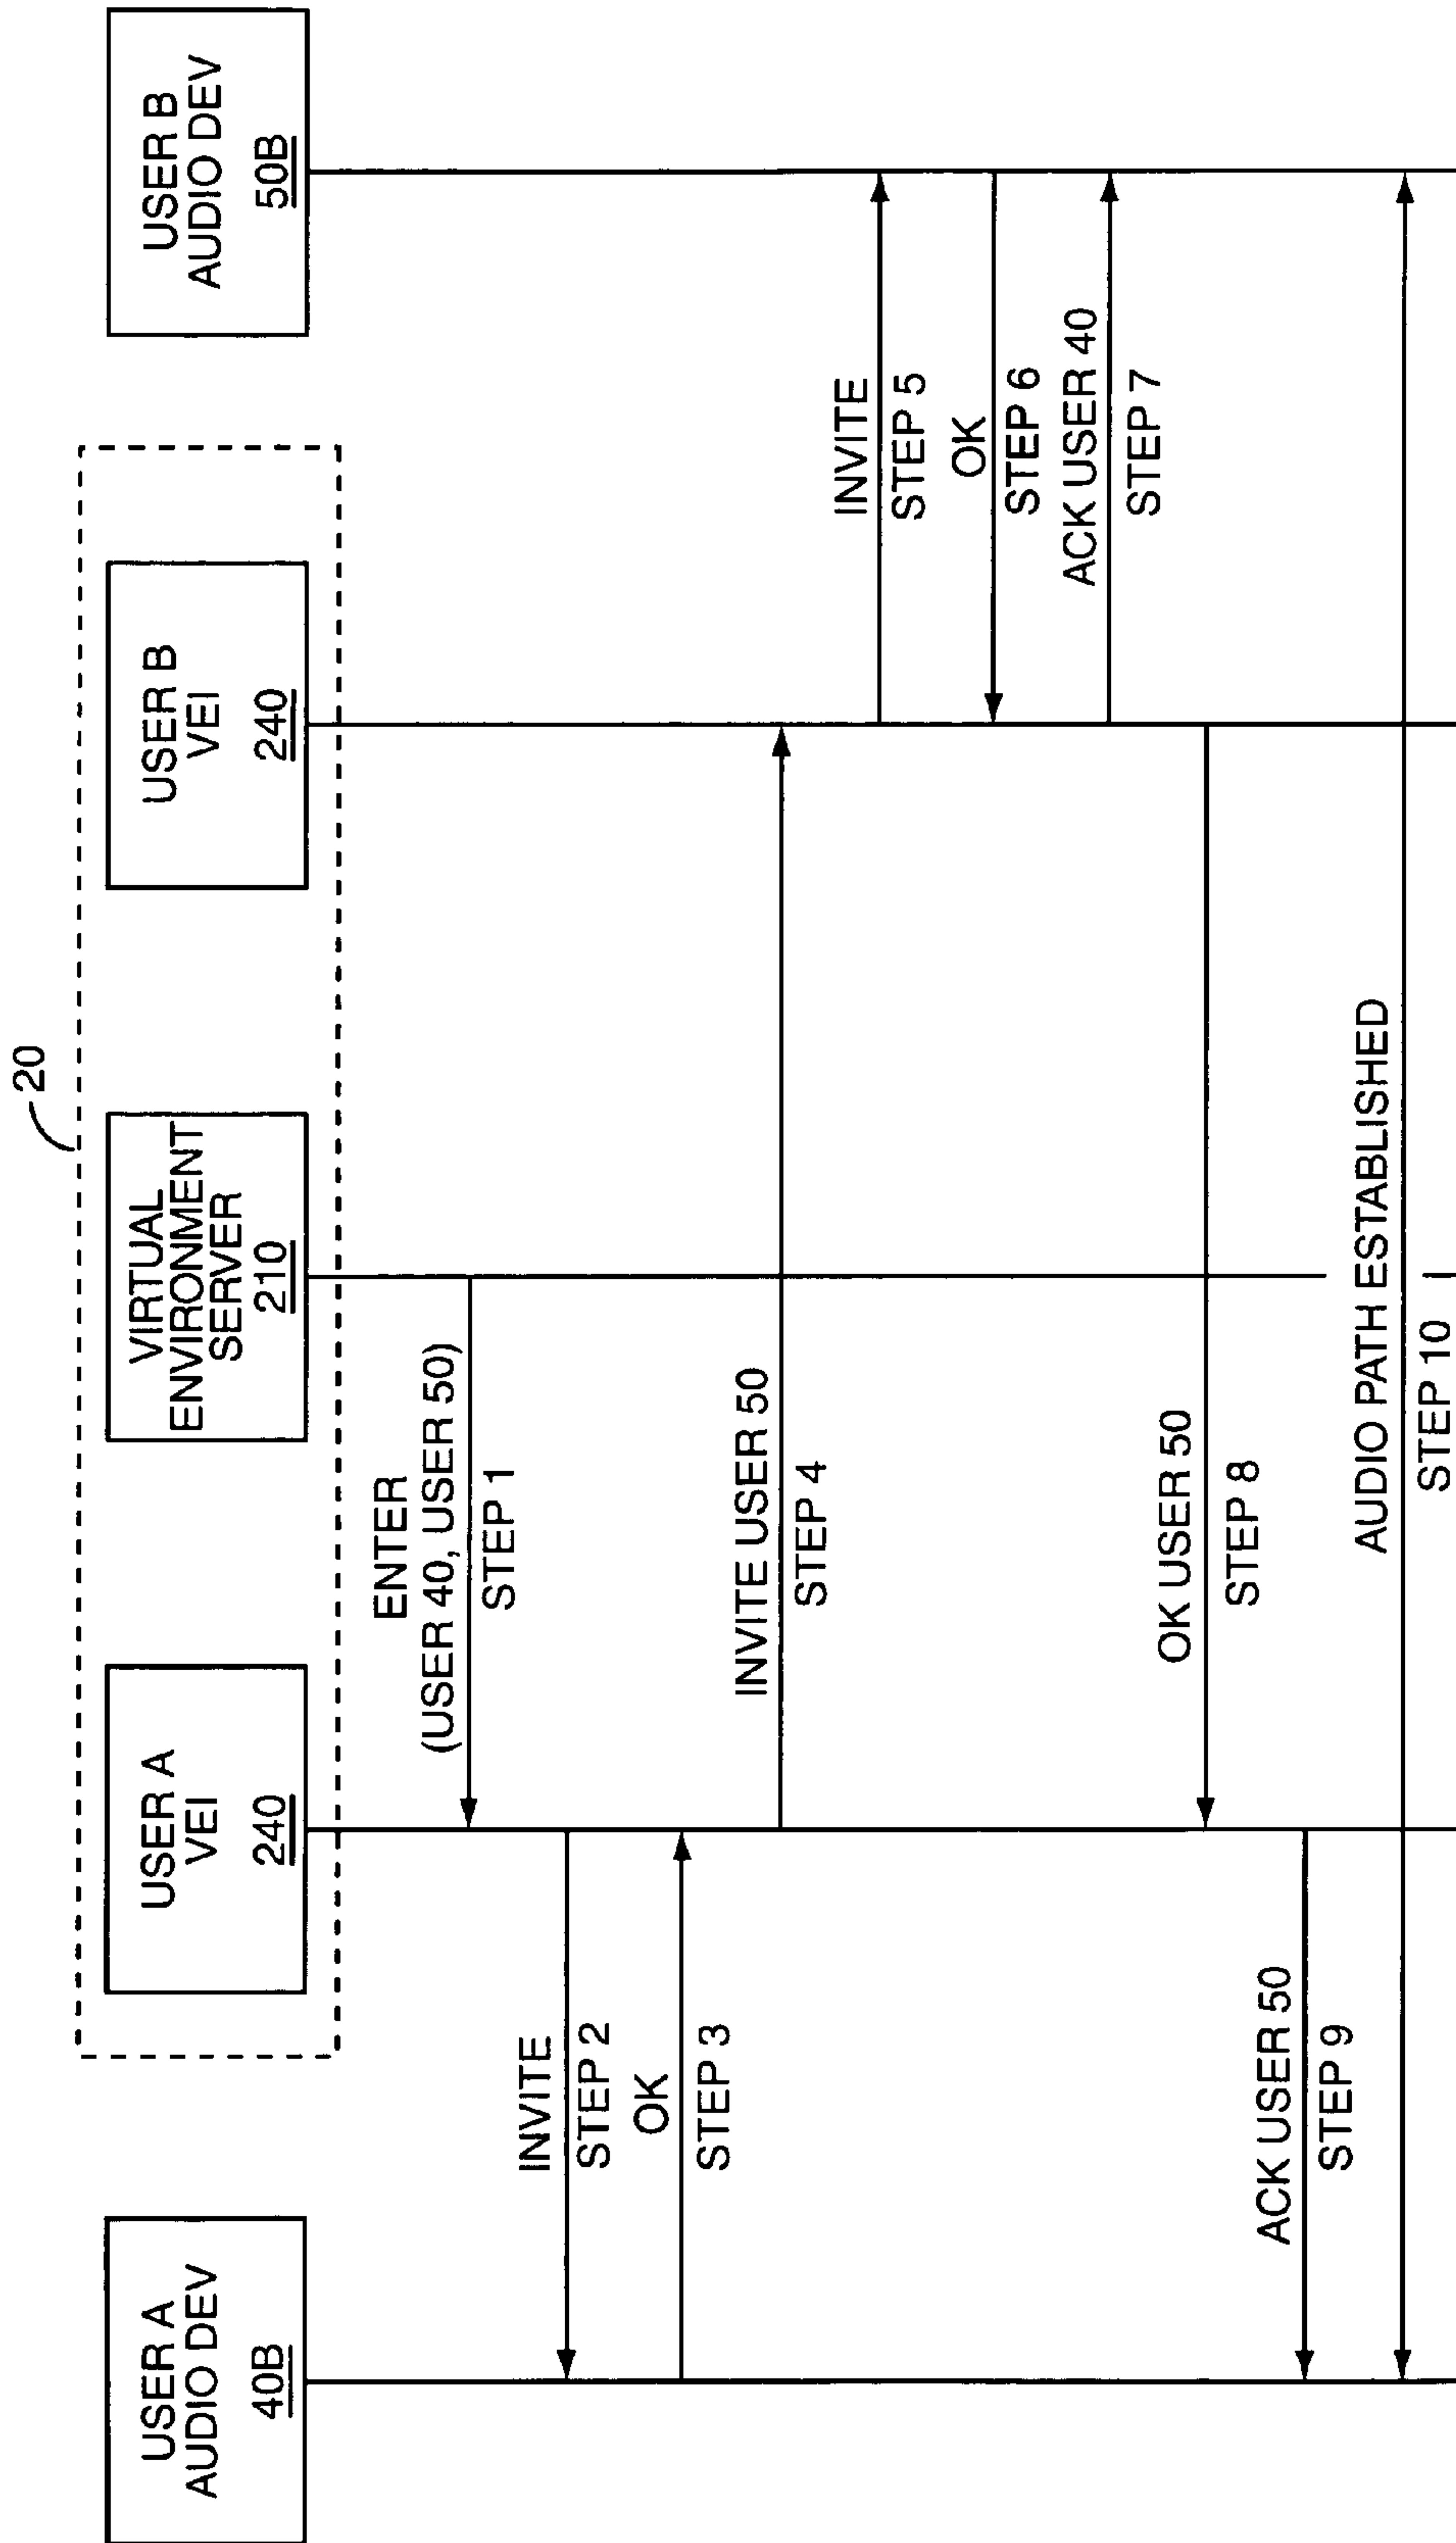 20
USER A
AUDIO DEV
40B
USER A
VEI
240
VIRTUAL
ENVIRONMENT
SERVER
210
USER B
VEI
240
USER B
AUDIO DEV
50B
ENTER
(USER 40, USER 50)
STEP 1
INVITE
STEP 2
OK
STEP 3
INVITE USER 50
STEP 4
INVITE
STEP 5
OK
STEP 6
ACK USER 40
STEP 7
OK USER 50
STEP 8
ACK USER 50
STEP 9
AUDIO PATH ESTABLISHED
STEP 10